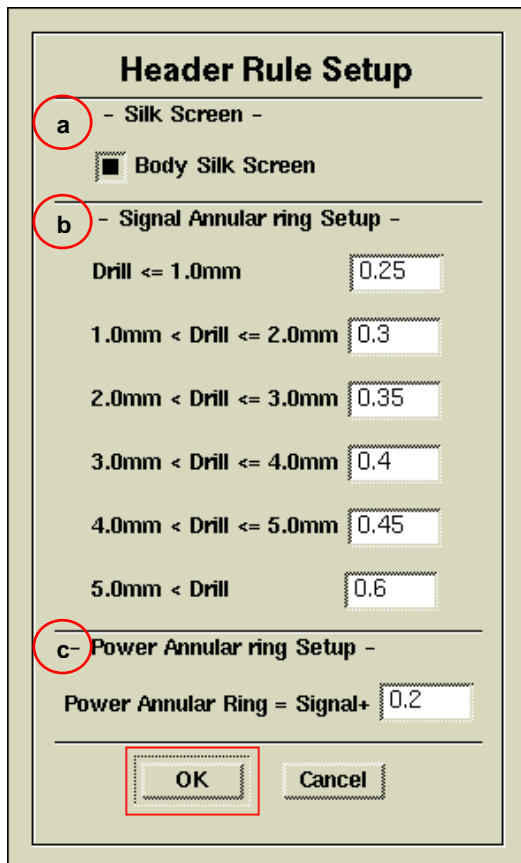 Header Rule Setup
a - Silk Screen -
Body Silk Screen
b - Signal Annular ring Setup -
Drill <= 1.0mm 0.25
1.0mm < Drill <= 2.0mm 0.3
2.0mm < Drill <= 3.0mm 0.35
3.0mm < Drill <= 4.0mm 0.4
4.0mm < Drill <= 5.0mm 0.45
5.0mm < Drill 0.6
c - Power Annular ring Setup -
Power Annular Ring = Signal+ 0.2
OK Cancel